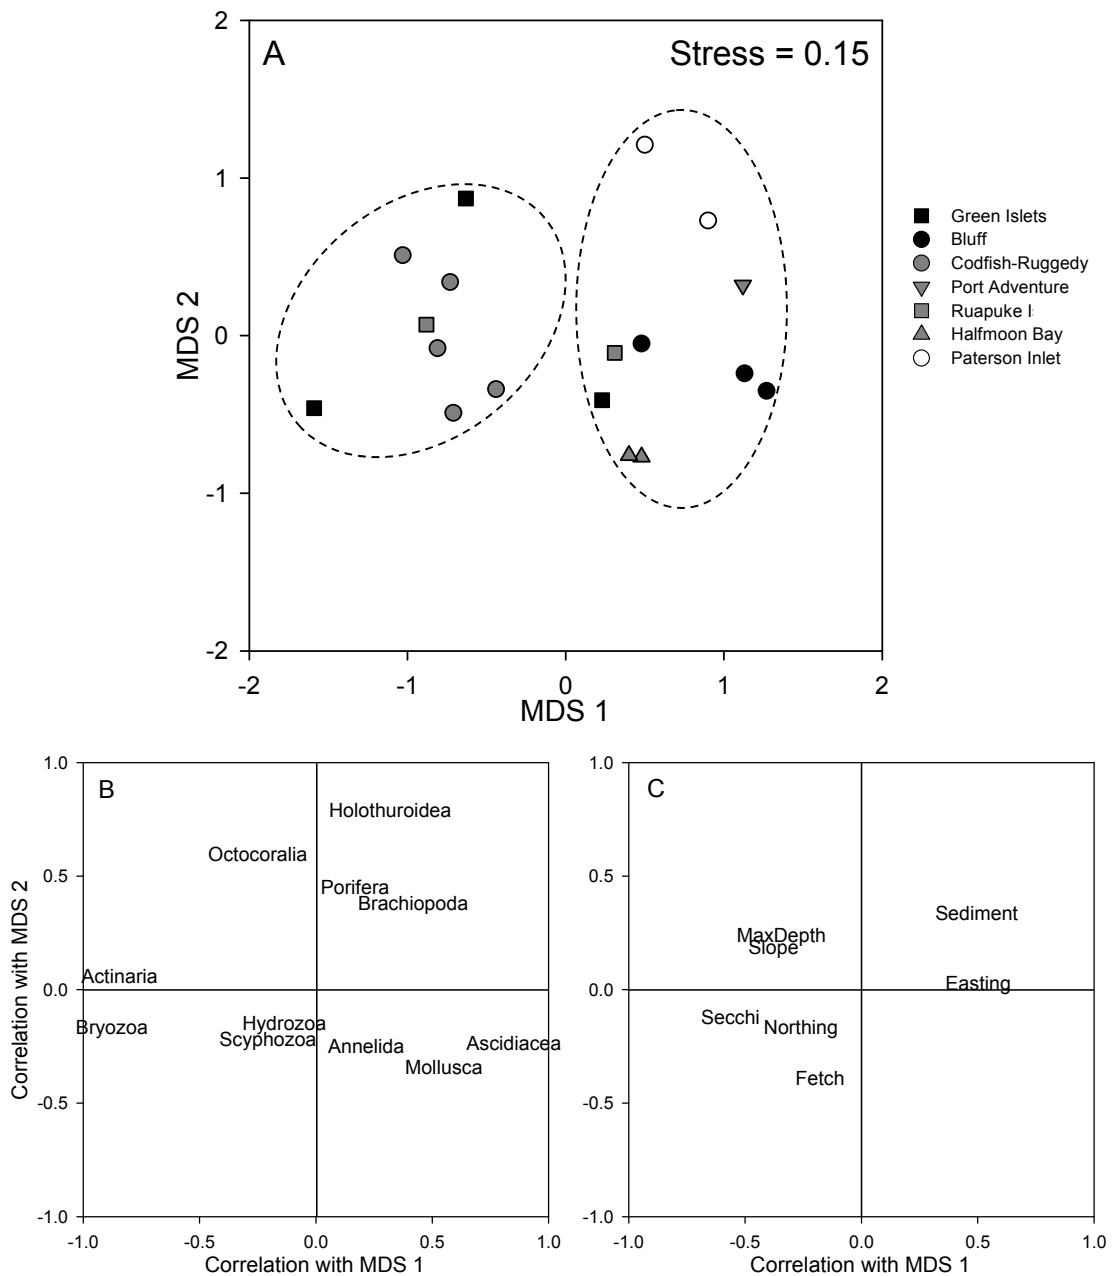 2
A
Stress = 0.15
1
0
-1
-2
MDS 2
-2
-1
0
1
2
MDS 1
Green Islets
Bluff
Codfish-Ruggedy
Port Adventure
Ruapuke I
Halfmoon Bay
Paterson Inlet
1.0
B
Holothuroidea
Octocoralia
0.5
Porifera
Brachiopoda
Actinaria
0.0
Bryozoa
Hydrozoa
Scyphozoa
Annelida
Ascidiacea
Mollusca
-0.5
-1.0
Correlation with MDS 2
-1.0
-0.5
0.0
0.5
1.0
Correlation with MDS 1
1.0
C
0.5
Sediment
MaxDepth
Slope
Easting
0.0
Secchi
Northing
Fetch
-0.5
-1.0
-1.0
-0.5
0.0
0.5
1.0
Correlation with MDS 1